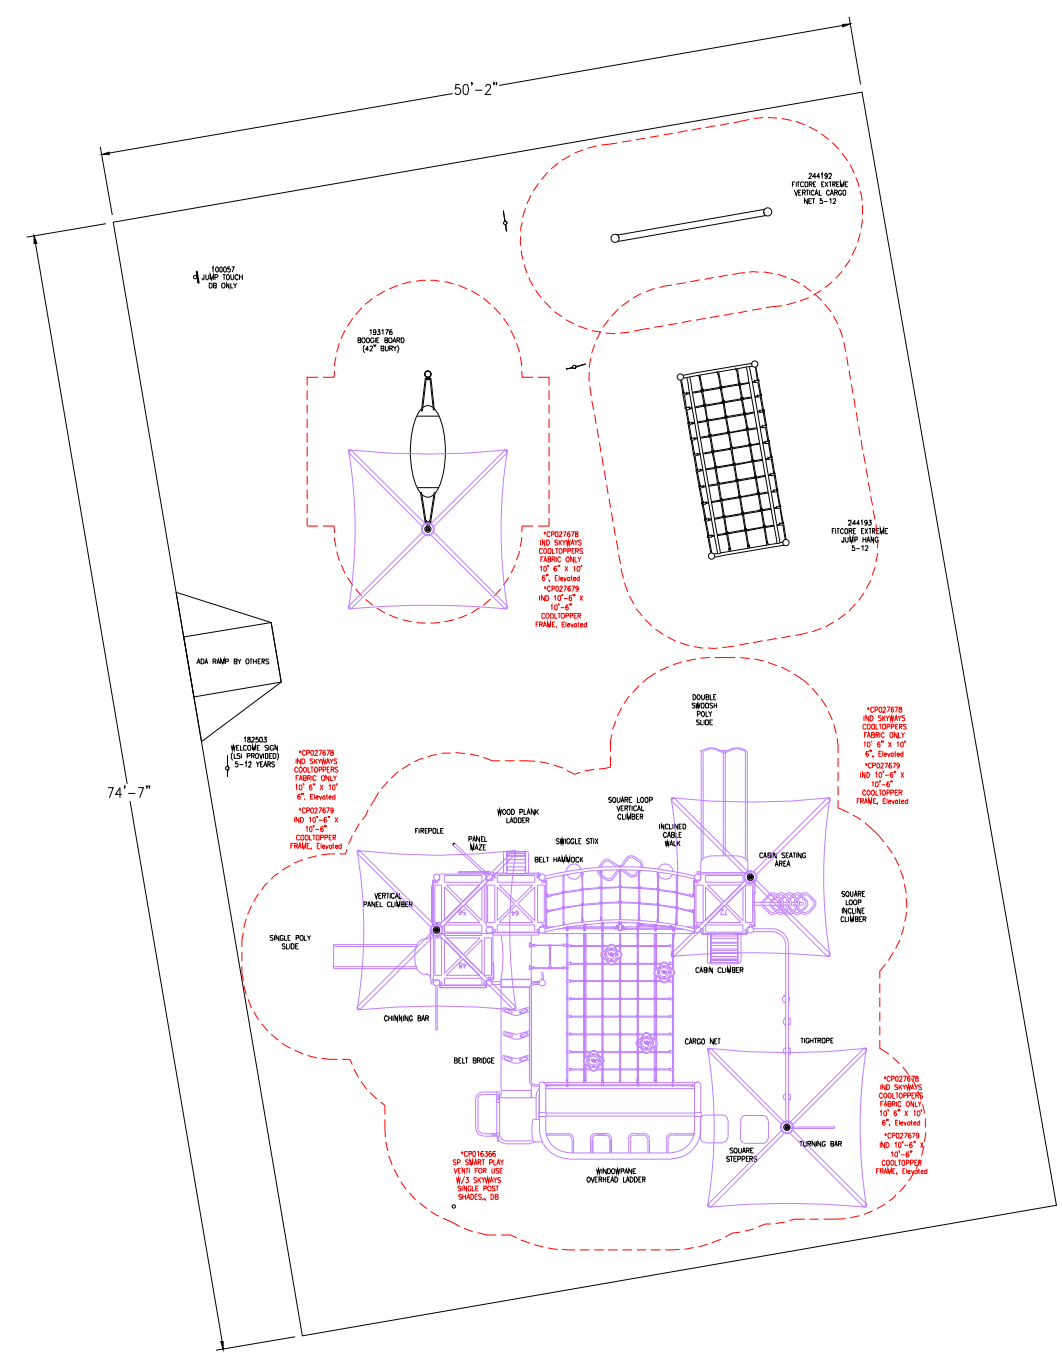 50'-2"
244192
FITCORE EXTREME
VERTICAL CARGO
NET 5-12
100057
JUMP TOUCH
DB ONLY
193176
BOOGIE BOARD
(42" BURY)
244193
FITCORE EXTREME
JUMP HANG
5-12
*CP027678
IND SKYWAYS
COOLTOPPERS
FABRIC ONLY
10' 6" X 10'
6", Elevated
*CP027679
IND 10'-6" X
10'-6"
COOLTOPPER
FRAME, Elevated
ADA RAMP BY OTHERS
182503
WELCOME SIGN
(LSI PROVIDED)
5-12 YEARS
74'-7"
*CP027678
IND SKYWAYS
COOLTOPPERS
FABRIC ONLY
10' 6" X 10'
6", Elevated
*CP027679
IND 10'-6" X
10'-6"
COOLTOPPER
FRAME, Elevated
DOUBLE
SWOOSH
POLY
SLIDE
*CP027678
IND SKYWAYS
COOLTOPPERS
FABRIC ONLY
10' 6" X 10'
6", Elevated
*CP027679
IND 10'-6" X
10'-6"
COOLTOPPER
FRAME, Elevated
FIREPOLE
PANEL
MAZE
WOOD PLANK
LADDER
BELT HAMMOCK
SWIGGLE STIX
SQUARE LOOP
VERTICAL
CLIMBER
INCLINED
CABLE
WALK
CABIN SEATING
AREA
VERTICAL
PANEL CLIMBER
SQUARE
LOOP
INCLINE
CLIMBER
56
64
72
48
SINGLE POLY
SLIDE
CABIN CLIMBER
CHINNING BAR
BELT BRIDGE
CARGO NET
TIGHTROPE
*CP027678
IND SKYWAYS
COOLTOPPERS
FABRIC ONLY
10' 6" X 10'
6", Elevated
*CP027679
IND 10'-6" X
10'-6"
COOLTOPPER
FRAME, Elevated
TURNING BAR
SQUARE
STEPPERS
WINDOWPANE
OVERHEAD LADDER
*CP016366
SP SMART PLAY
VENTI FOR USE
W/3 SKYWAYS
SINGLE POST
SHADES,, DB